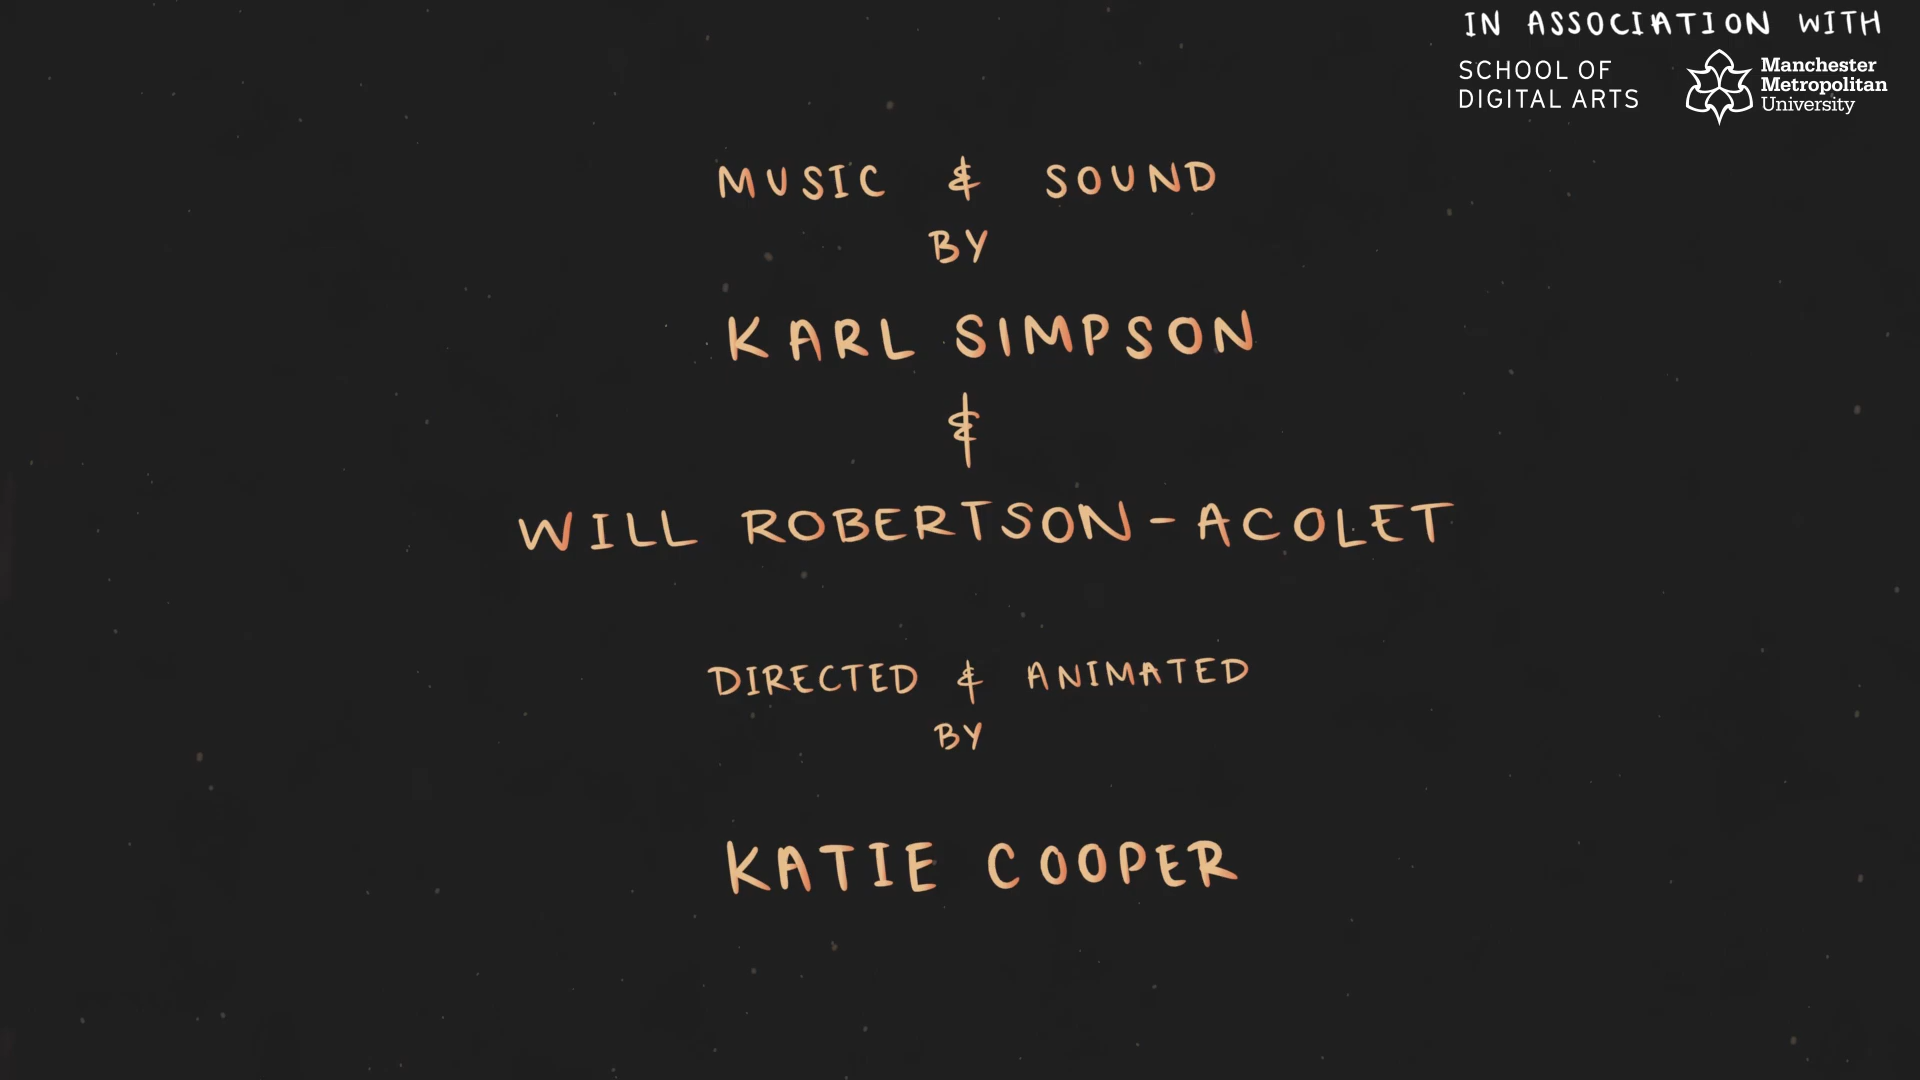 IN ASSOCIATION WITH
SCHOOL OF
DIGITAL ARTS
Manchester
Metropolitan
University
MUSIC & SOUND
BY
KARL SIMPSON
&
WILL ROBERTSON-ACOLET
DIRECTED & ANIMATED
BY
KATIE COOPER